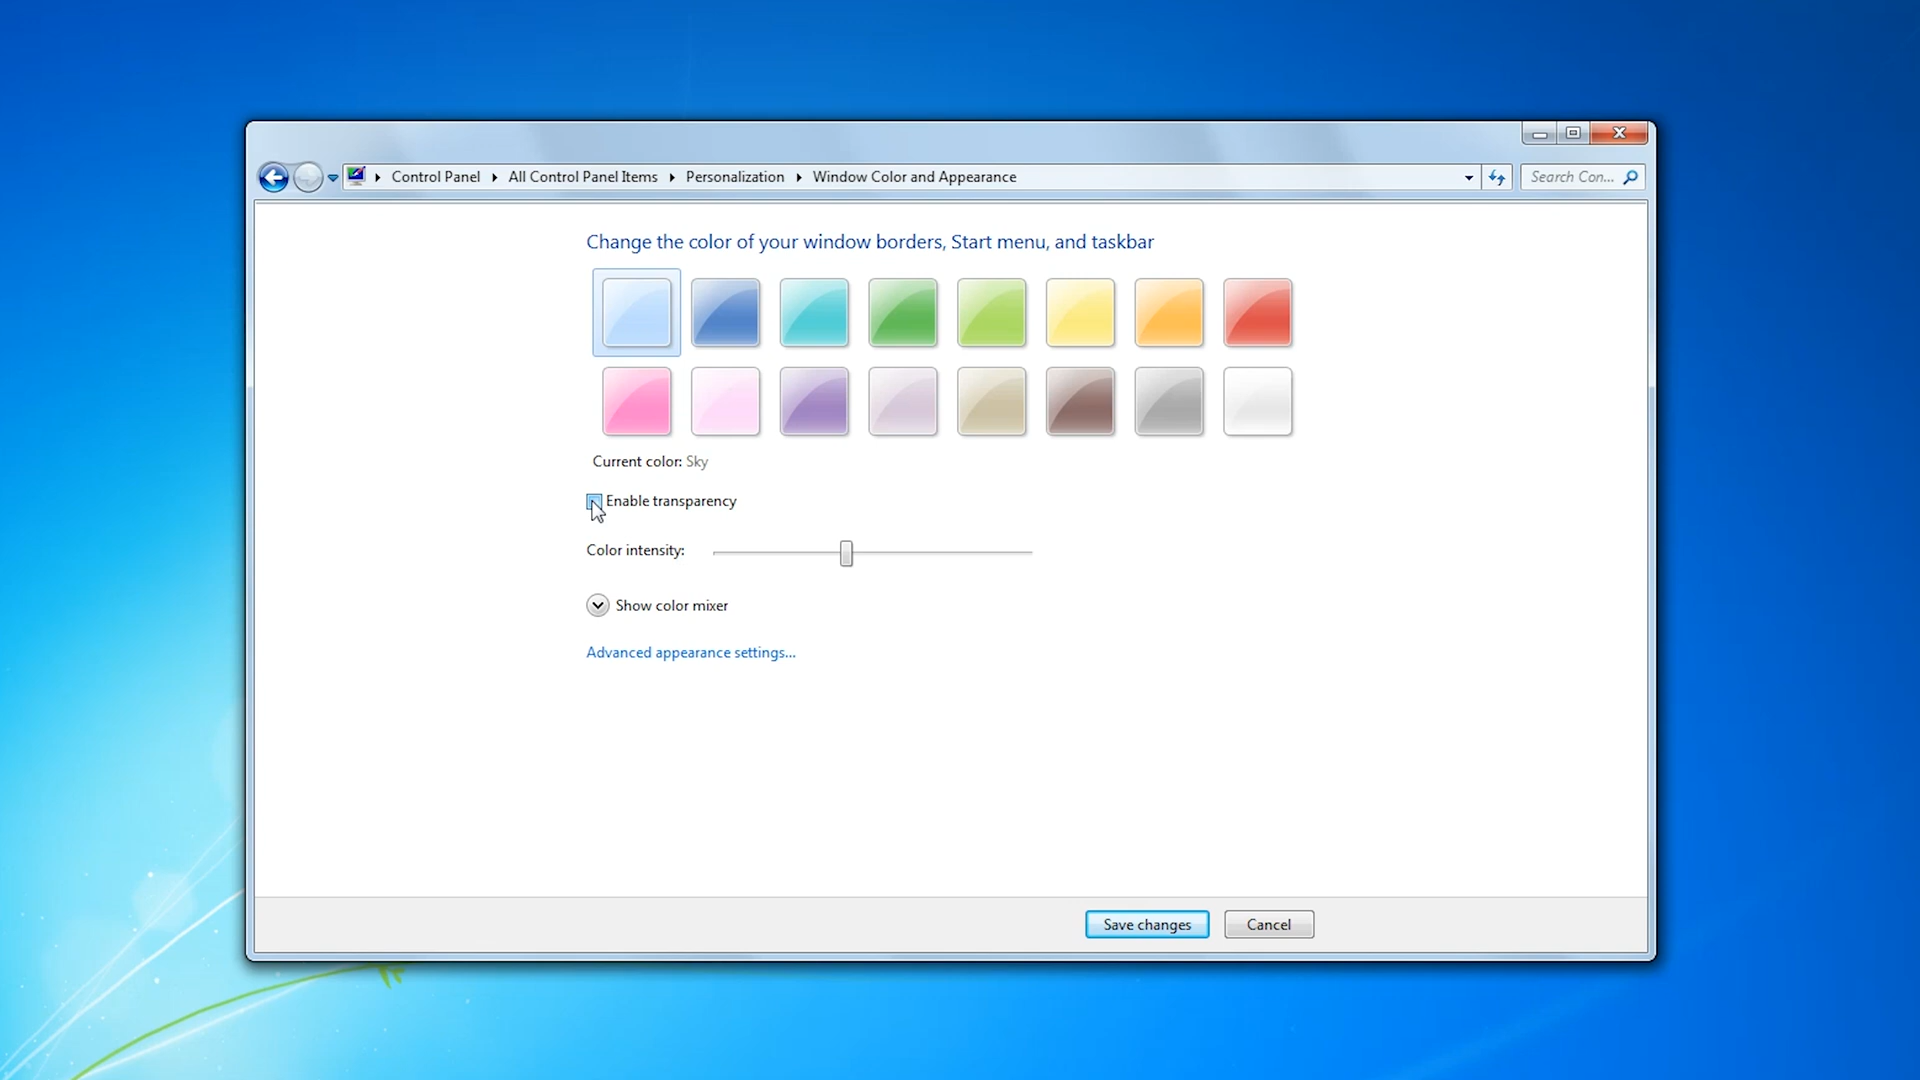 Control Panel All Control Panel Items Personalization Window Color and Appearance
Search Con...
Change the color of your window borders, Start menu, and taskbar
Current color: Sky
Enable transparency
Color intensity:
Show color mixer
Advanced appearance settings...
Save changes
Cancel